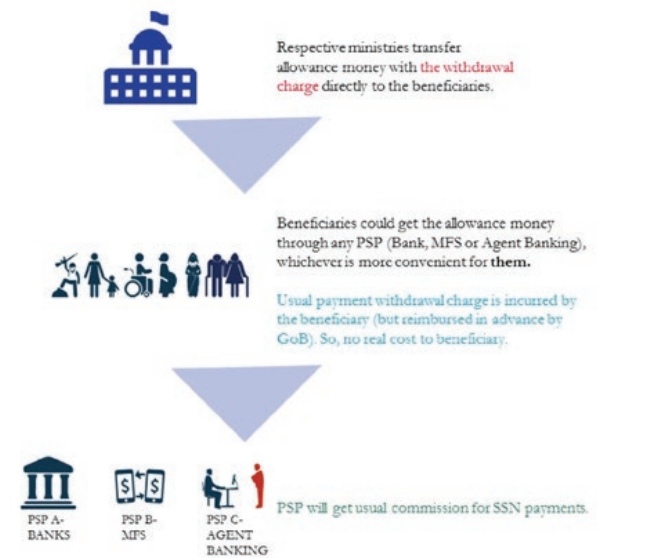 Respective ministries transfer
allowance money with the withdrawal
charge directly to the beneficiaries.
Beneficiaries could get the allowance money
through any PSP (Bank, MFS or Agent Banking),
whichever is more convenient for them.
Usual payment withdrawal charge is incurred by
the beneficiary (but reimbursed in advance by
GoB). So, no real cost to beneficiary.
$ $
PSP A-
BANKS
PSP B-
MFS
PSP C-
AGENT
BANKING
PSP will get usual commission for SSN payments.